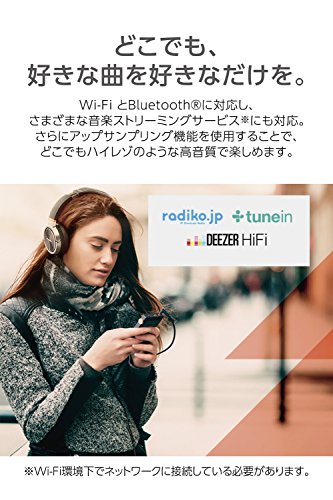 どこでも、
好きな曲を好きなだけを。
Wi-Fi とBluetooth®に対応し、
さまざまな音楽ストリーミングサービス※にも対応。
さらにアップサンプリング機能を使用することで、
どこでもハイレゾのような高音質で楽しめます。
radiko.jp tunein
DEEZER HiFi
※Wi-Fi環境下でネットワークに接続している必要があります。